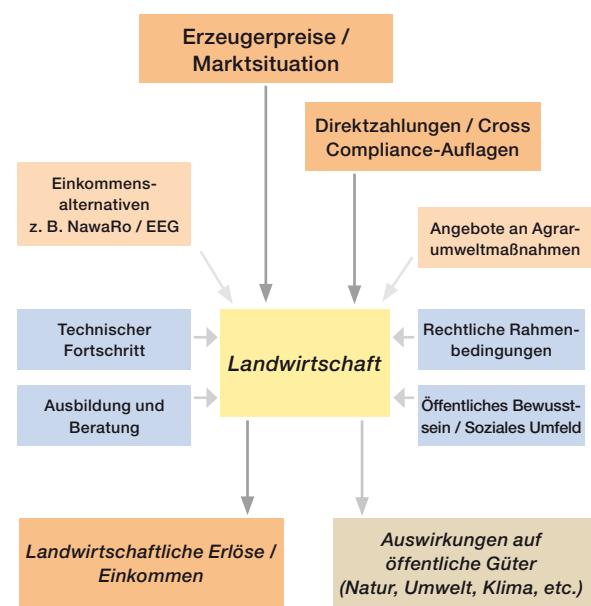 Erzeugerpreise /
Marktsituation
Direktzahlungen / Cross
Compliance-Auflagen
Einkommens-
alternativen
z. B. NawaRo / EEG
Angebote an Agrar-
umweltmaßnahmen
Technischer
Fortschritt
Landwirtschaft
Rechtliche Rahmen-
bedingungen
Ausbildung und
Beratung
Öffentliches Bewusst-
sein / Soziales Umfeld
Landwirtschaftliche Erlöse /
Einkommen
Auswirkungen auf
öffentliche Güter
(Natur, Umwelt, Klima, etc.)